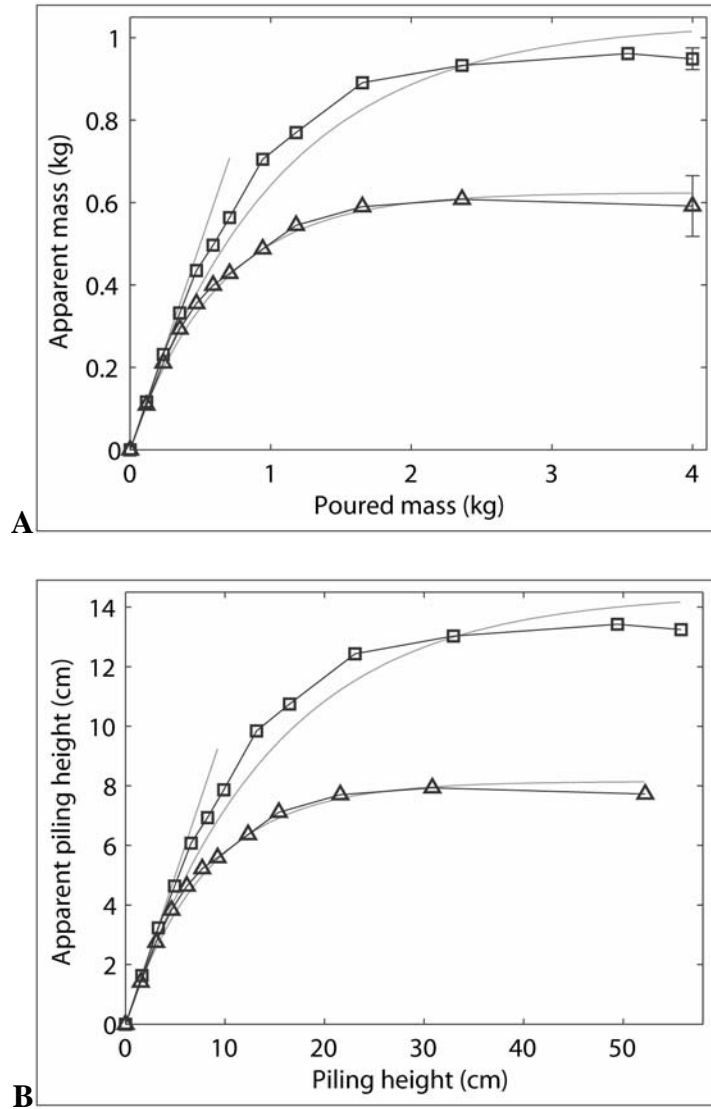 1
0.8
0.6
0.4
0.2
0
0 1 2 3 4
Apparent mass (kg)
Poured mass (kg)
A
14
12
10
8
6
4
2
0
0 10 20 30 40 50
Apparent piling height (cm)
Piling height (cm)
B